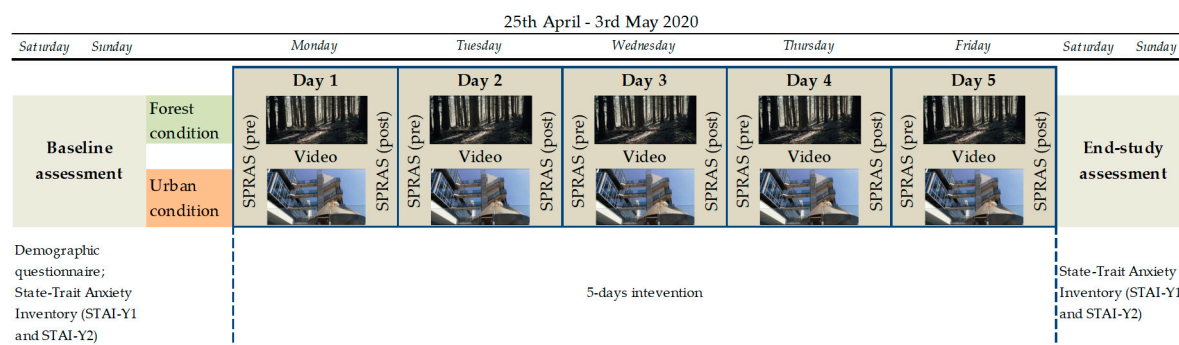 25th April - 3rd May 2020
Saturday Sunday Monday Tuesday Wednesday Thursday Friday Saturday Sunday
Baseline
assessment
Forest
condition
Urban
condition
Day 1
SPRAS (pre)
Video
SPRAS (post)
Day 2
SPRAS (pre)
Video
SPRAS (post)
Day 3
SPRAS (pre)
Video
SPRAS (post)
Day 4
SPRAS (pre)
Video
SPRAS (post)
Day 5
SPRAS (pre)
Video
SPRAS (post)
End-study
assessment
Demographic
questionnaire;
State-Trait Anxiety
Inventory (STAI-Y1
and STAI-Y2)
5-days intevention
State-Trait Anxiety
Inventory (STAI-Y1
and STAI-Y2)